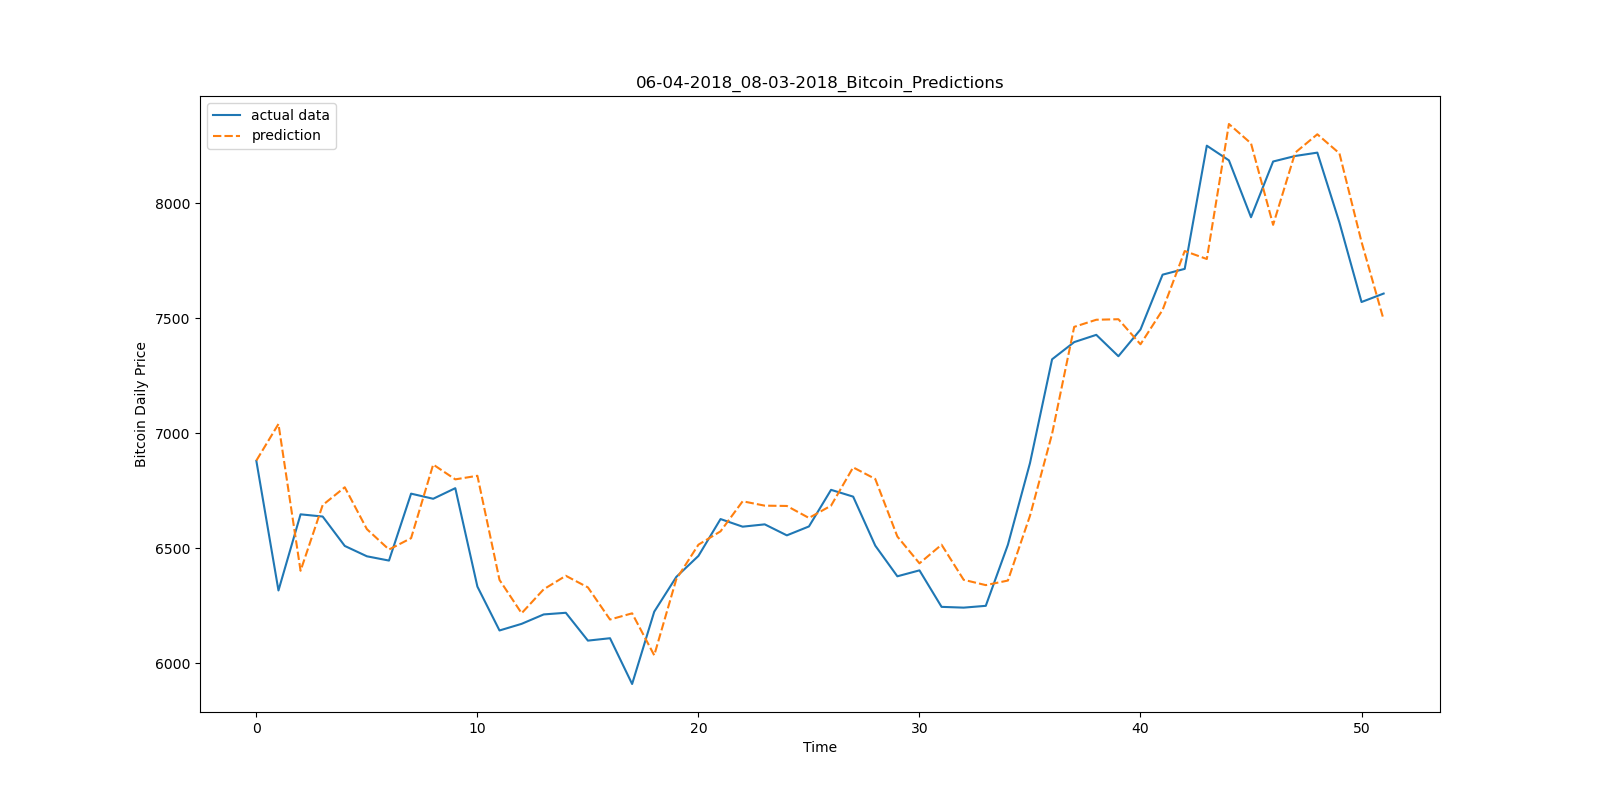 06-04-2018_08-03-2018_Bitcoin_Predictions
actual data
prediction
Bitcoin Daily Price
8000
7500
7000
6500
6000
0 10 20 30 40 50
Time